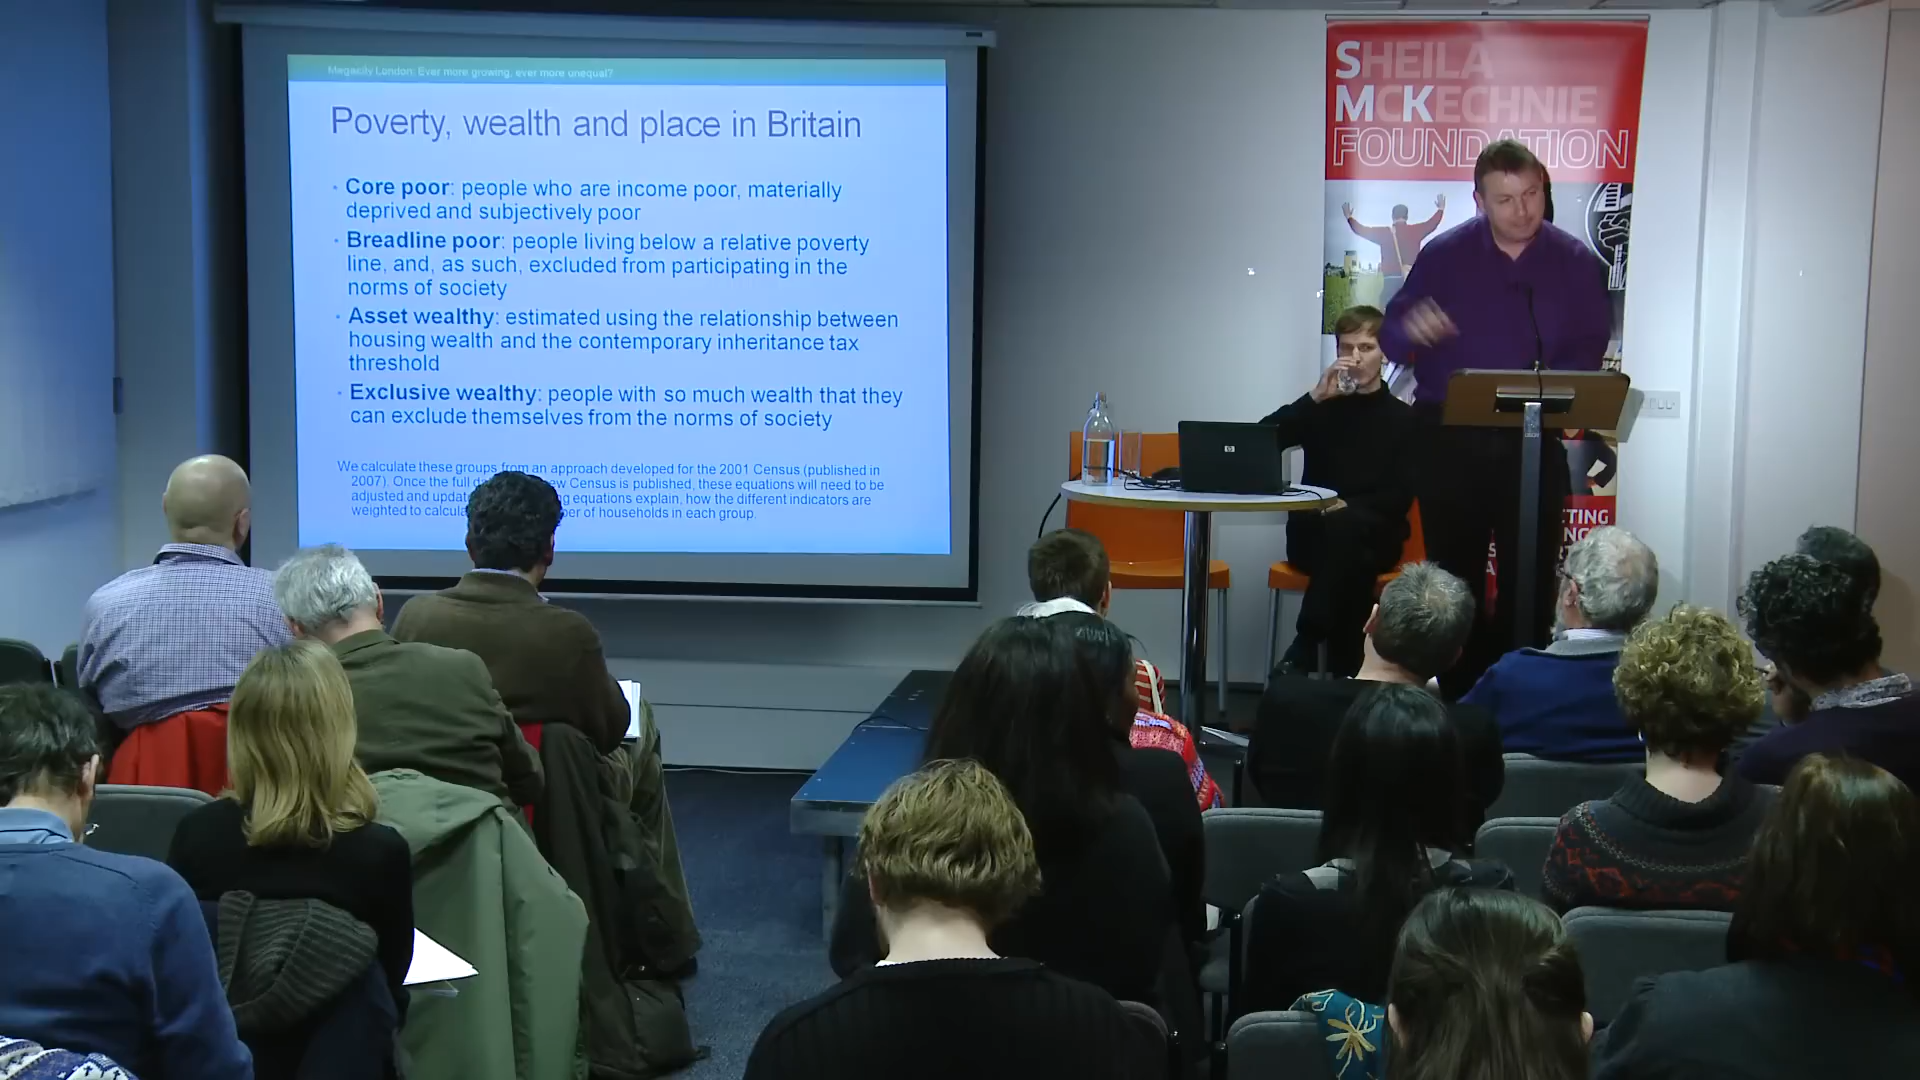 Megacity London: Ever more growing, ever more unequal?
Poverty, wealth and place in Britain
Core poor: people who are income poor, materially
deprived and subjectively poor
Breadline poor: people living below a relative poverty
line, and, as such, excluded from participating in the
norms of society
Asset wealthy: estimated using the relationship between
housing wealth and the contemporary inheritance tax
threshold
Exclusive wealthy: people with so much wealth that they
can exclude themselves from the norms of society
We calculate these groups from an approach developed for the 2001 Census (published in
2007). Once the full Census is published, these equations will need to be
adjusted and equations explain, how the different indicators are
weighted to of households in each group.
SHEILA
MCKECHNIE
FOUNDATION
hp